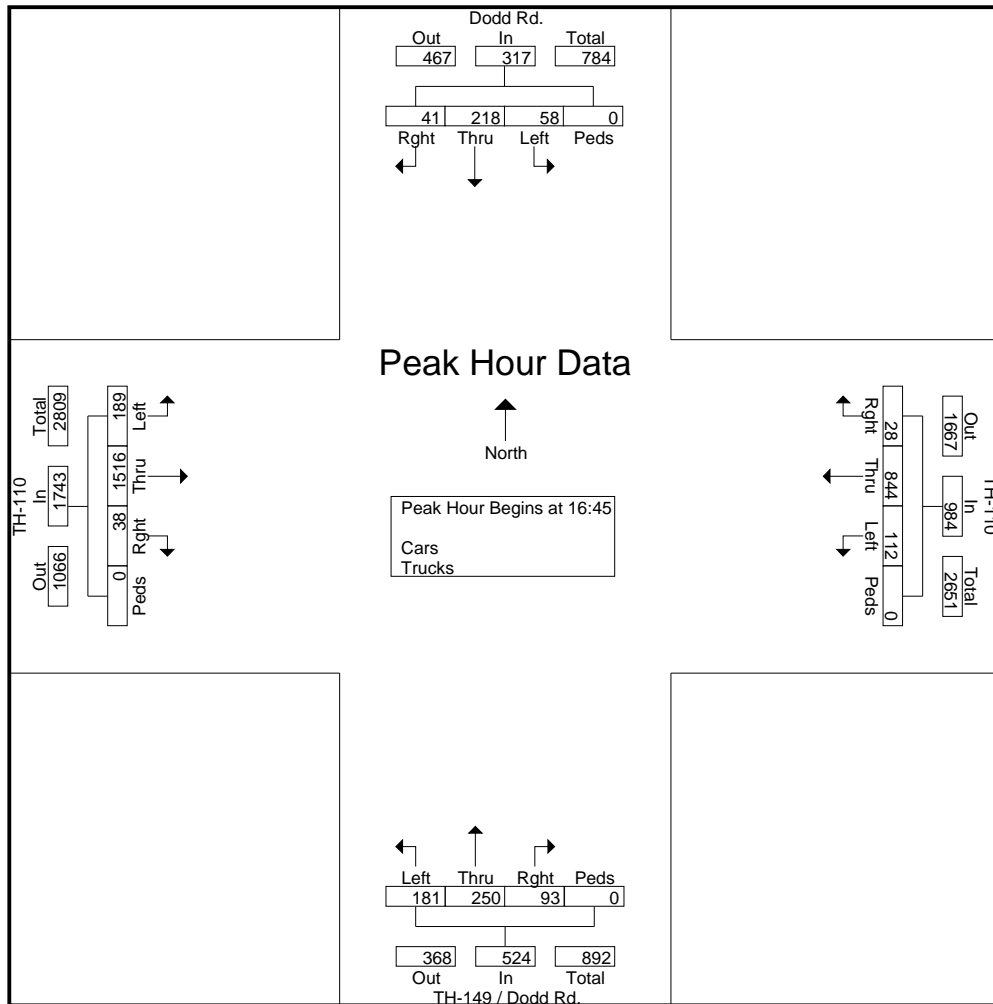 Dodd Rd.
Out In Total
467 317 784
41 218 58 0
Rght Thru Left Peds
Peak Hour Data
North
Peak Hour Begins at 16:45
Cars
Trucks
TH-110
Total In Out
2809 1743 1066
189 1516 38 0
Left Thru Rght Peds
Rght Thru Left Peds
28 844 112 0
Out In Total
1667 984 2651
TH-110
Left Thru Rght Peds
181 250 93 0
368 524 892
Out In Total
TH-149 / Dodd Rd.